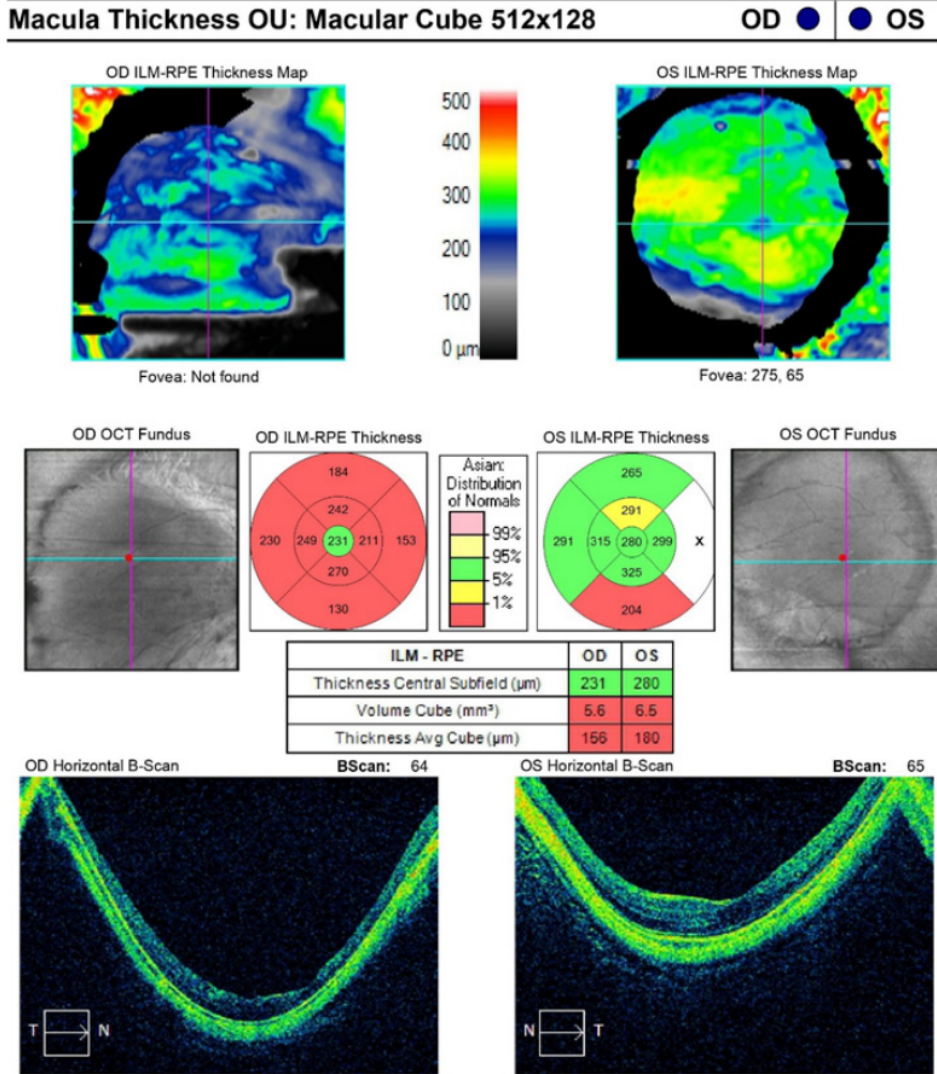 Macula Thickness OU: Macular Cube 512x128 OD OS
OD ILM-RPE Thickness Map
OS ILM-RPE Thickness Map
500
400
300
200
100
0 µm
Fovea: Not found
Fovea: 275, 65
OD OCT Fundus
OD ILM-RPE Thickness
OS ILM-RPE Thickness
OS OCT Fundus
184
242
230 249 231 211 153
270
130
Asian:
Distribution
of Normals
99%
95%
5%
1%
265
291
291 315 280 299 X
325
204
ILM - RPE OD OS
Thickness Central Subfield (µm) 231 280
Volume Cube (mm³) 5.6 6.5
Thickness Avg Cube (µm) 156 180
OD Horizontal B-Scan BScan: 64
OS Horizontal B-Scan BScan: 65
T N
N T